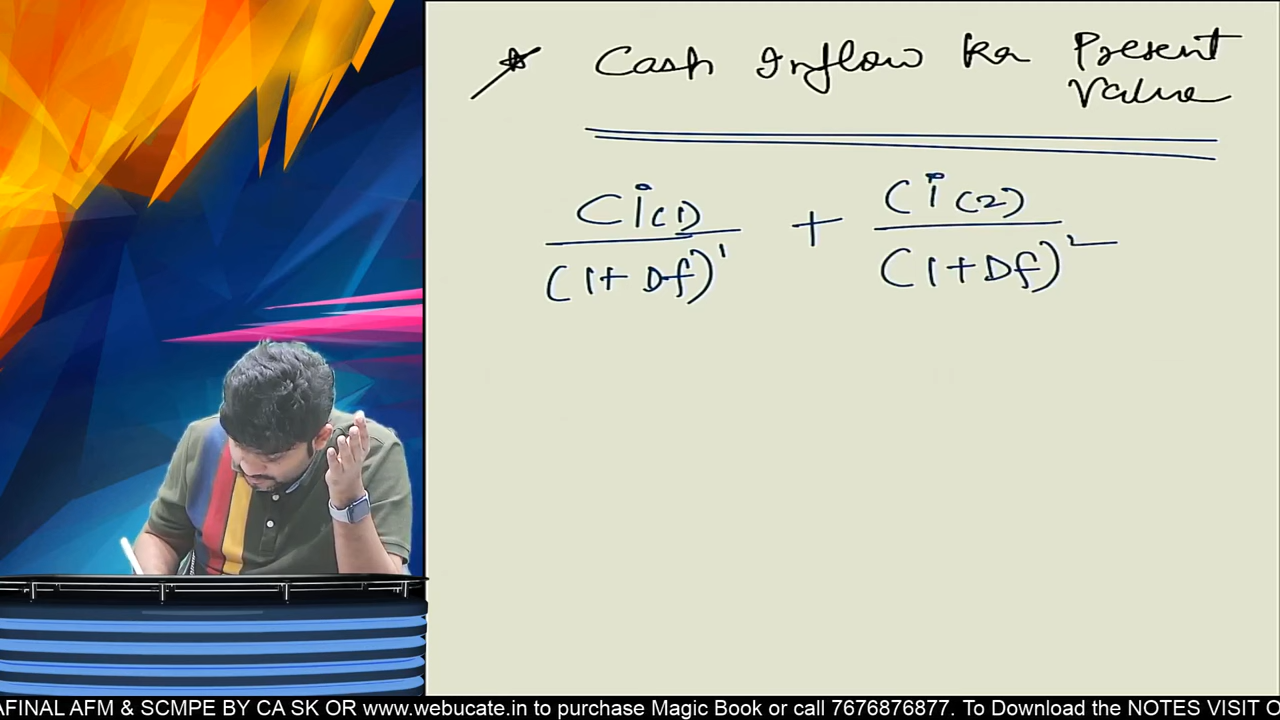 Cash Inflow ka Present
Value
Ci(1) / (1+Df)^1 + Ci(2) / (1+Df)^2
AFINAL AFM & SCMPE BY CA SK OR www.webucate.in to purchase Magic Book or call 7676876877. To Download the NOTES VISIT O